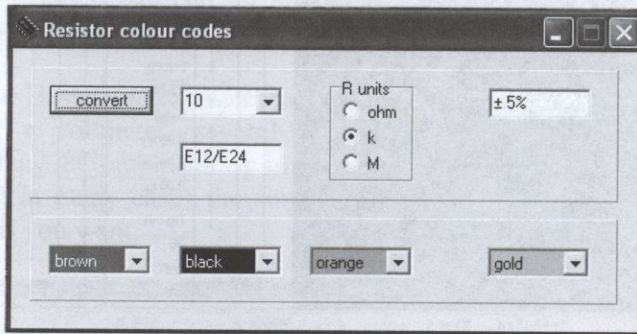 Resistor colour codes
convert
10
R units
ohm
k
M
± 5%
E12/E24
brown
black
orange
gold